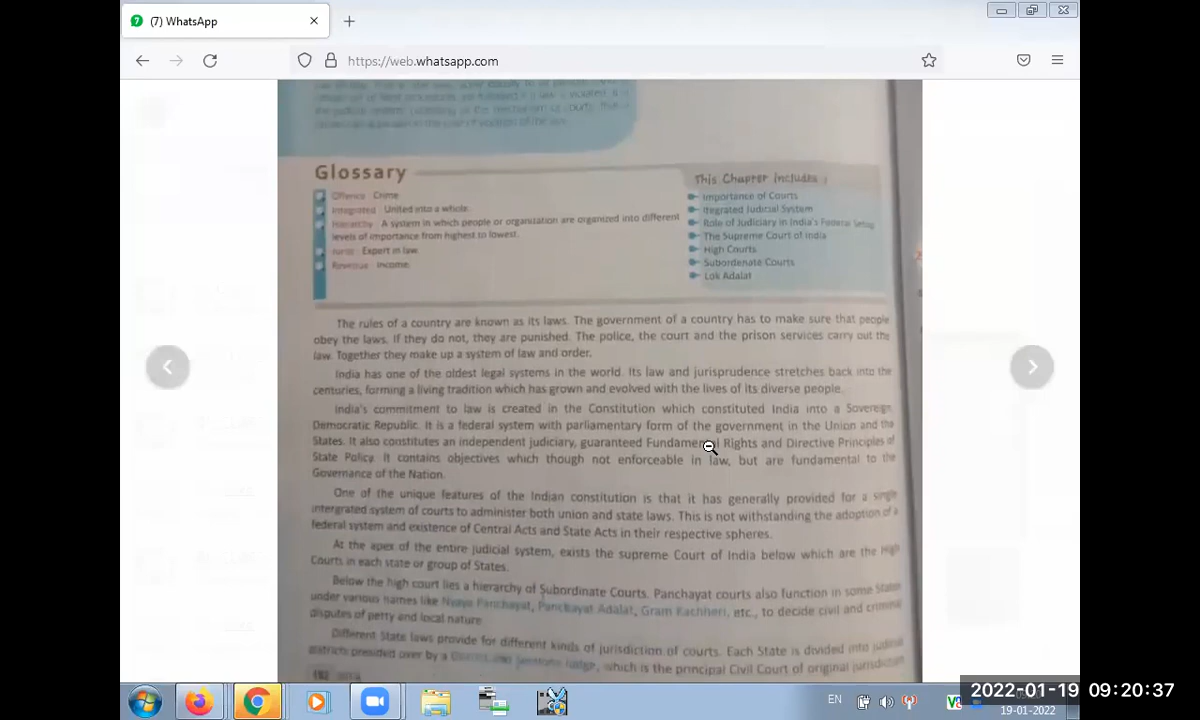 (7) WhatsApp
https://web.whatsapp.com
Glossary
Offence Crime
Integrated United into a whole.
Hierarchy A system in which people or organization are organized into different
levels of importance from highest to lowest.
Jurist Expert in law.
Revenue Income.
This Chapter Includes :
Importance of Courts
Itegrated Judicial System
Role of Judiciary in India's Federal Setup
The Supreme Court of India
High Courts
Subordenate Courts
Lok Adalat
The rules of a country are known as its laws. The government of a country has to make sure that people
obey the laws. If they do not, they are punished. The police, the court and the prison services carry out the
law. Together they make up a system of law and order.
India has one of the oldest legal systems in the world. Its law and jurisprudence stretches back into the
centuries, forming a living tradition which has grown and evolved with the lives of its diverse people.
India's commitment to law is created in the Constitution which constituted India into a Sovereign
Democratic Republic. It is a federal system with parliamentary form of the government in the Union and the
States. It also constitutes an independent judiciary, guaranteed Fundamental Rights and Directive Principles of
State Policy. It contains objectives which though not enforceable in law, but are fundamental to the
Governance of the Nation.
One of the unique features of the Indian constitution is that it has generally provided for a single
intergrated system of courts to administer both union and state laws. This is not withstanding the adoption of a
federal system and existence of Central Acts and State Acts in their respective spheres.
At the apex of the entire judicial system, exists the supreme Court of India below which are the High
Courts in each state or group of States.
Below the high court lies a hierarchy of Subordinate Courts. Panchayat courts also function in some States
under various names like Nyaya Panchayat, Panchayat Adalat, Gram Kachheri, etc., to decide civil and criminal
disputes of petty and local nature
Different State laws provide for different kinds of jurisdiction of courts. Each State is divided into judicial
districts presided over by a District and Sessions Judge, which is the principal Civil Court of original jurisdiction
EN
2022-01-19 09:20:37
19-01-2022